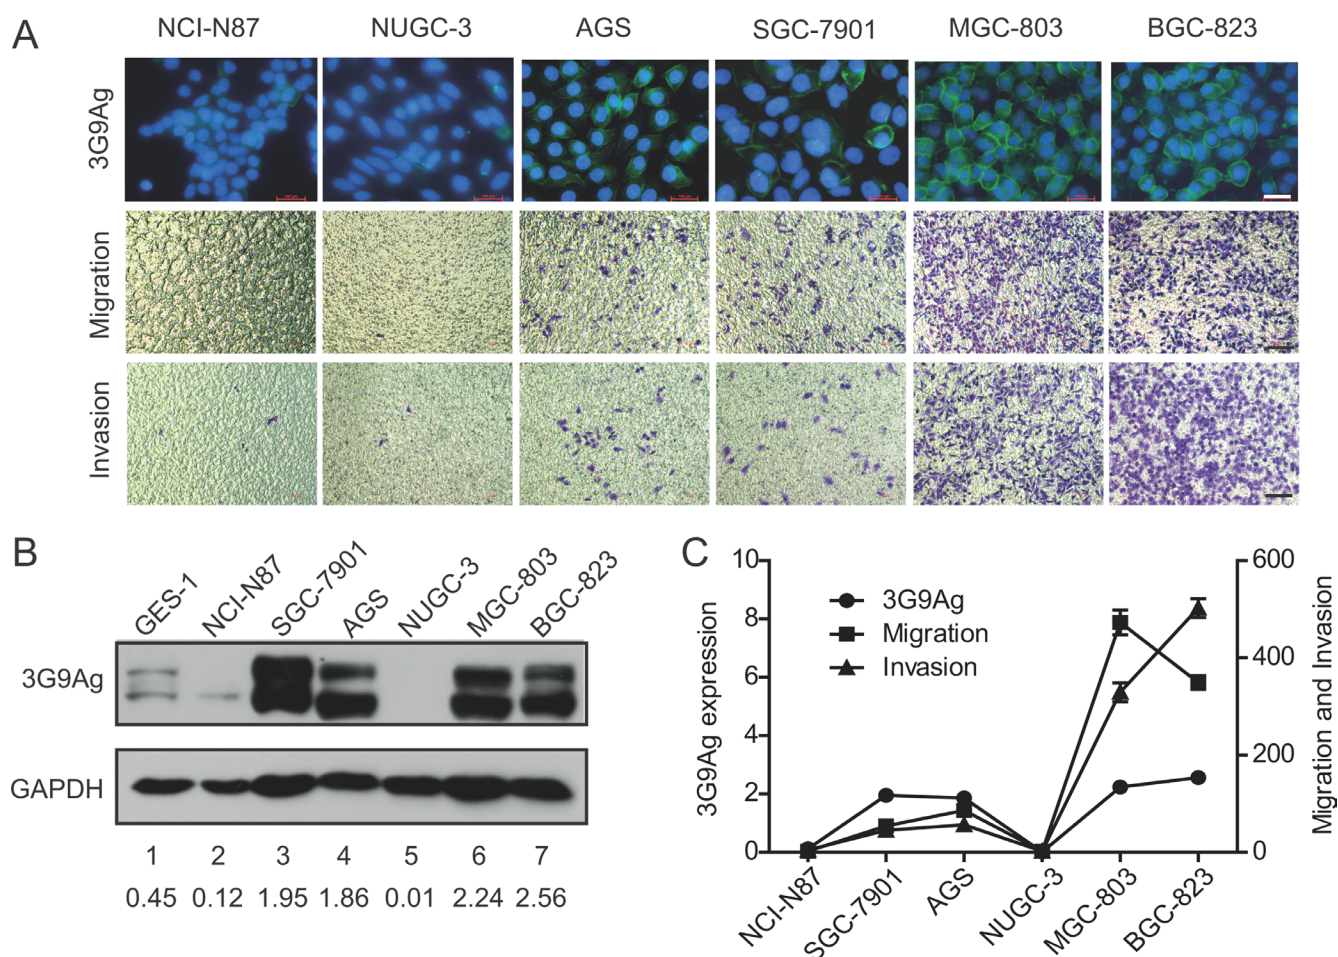 A
NCI-N87 NUGC-3 AGS SGC-7901 MGC-803 BGC-823
3G9Ag
Migration
Invasion
B
GES-1 NCI-N87 SGC-7901 AGS NUGC-3 MGC-803 BGC-823
3G9Ag
GAPDH
1 2 3 4 5 6 7
0.45 0.12 1.95 1.86 0.01 2.24 2.56
C
3G9Ag expression
10
8
6
4
2
0
3G9Ag
Migration
Invasion
600
400
200
0
Migration and Invasion
NCI-N87 SGC-7901 AGS NUGC-3 MGC-803 BGC-823